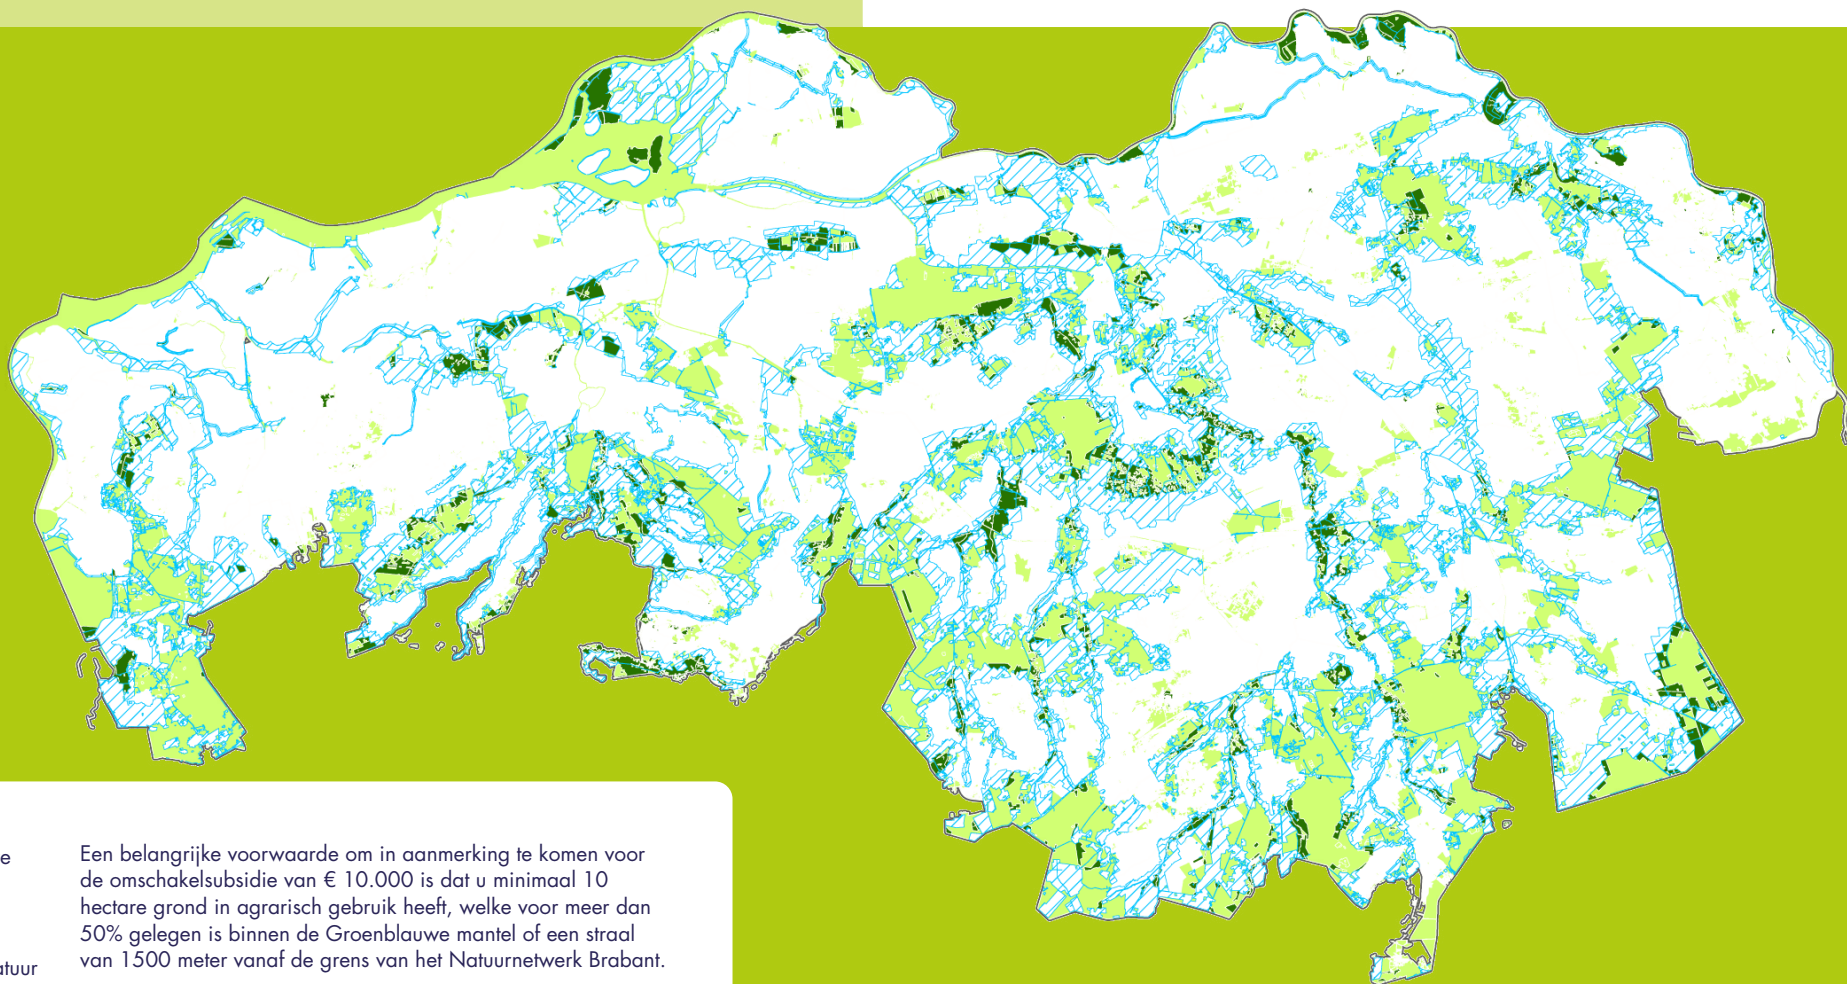 e
atuur
Een belangrijke voorwaarde om in aanmerking te komen voor
de omschakelsubsidie van € 10.000 is dat u minimaal 10
hectare grond in agrarisch gebruik heeft, welke voor meer dan
50% gelegen is binnen de Groenblauwe mantel of een straal
van 1500 meter vanaf de grens van het Natuurnetwerk Brabant.